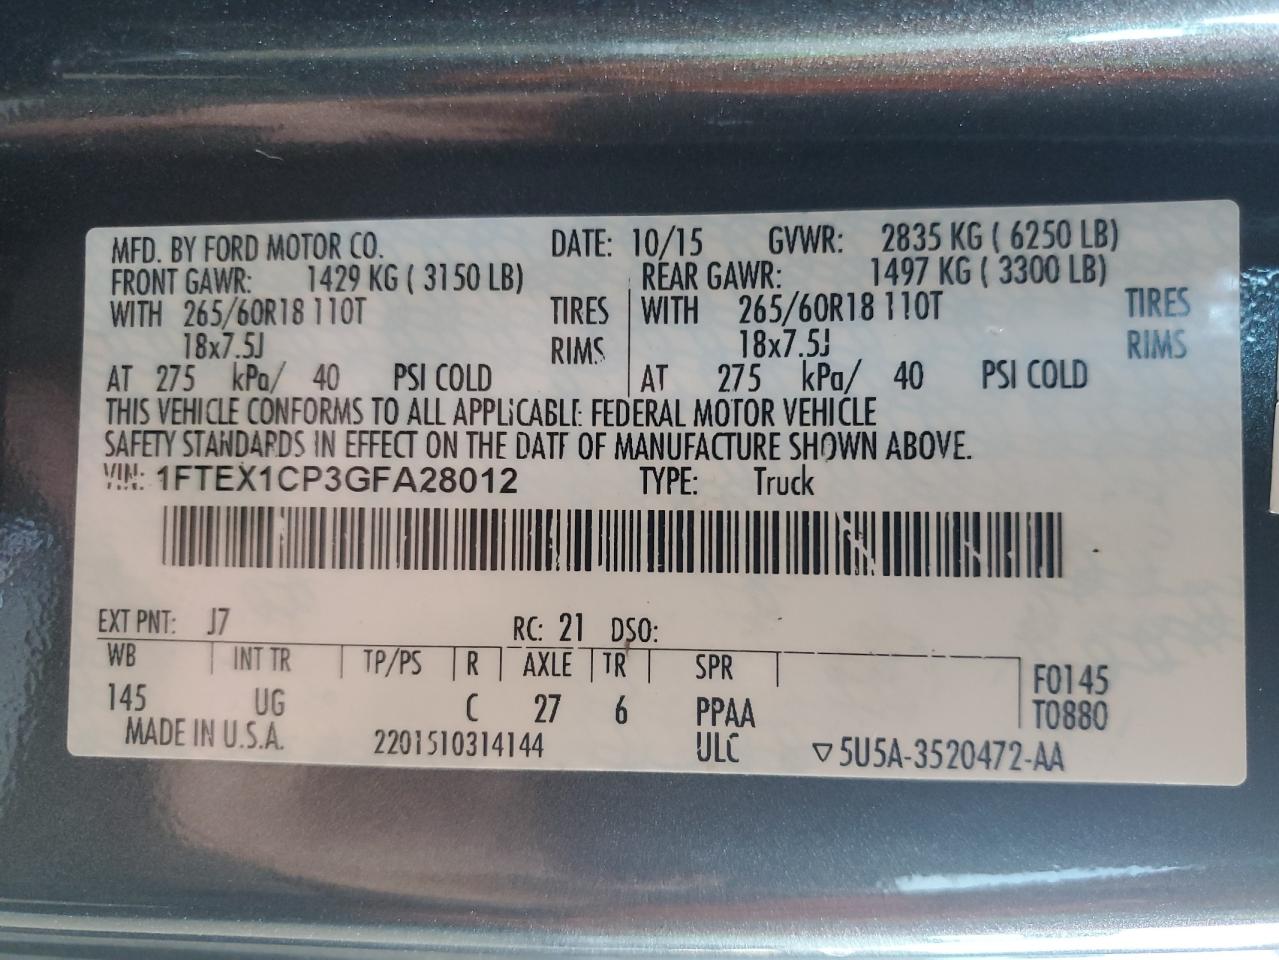 MFD. BY FORD MOTOR CO. DATE: 10/15 GVWR: 2835 KG ( 6250 LB)
FRONT GAWR: 1429 KG ( 3150 LB) REAR GAWR: 1497 KG ( 3300 LB)
WITH 265/60R18 110T TIRES WITH 265/60R18 110T TIRES
18x7.5J RIMS 18x7.5J RIMS
AT 275 kPa/ 40 PSI COLD AT 275 kPa/ 40 PSI COLD
THIS VEHICLE CONFORMS TO ALL APPLICABLE FEDERAL MOTOR VEHICLE
SAFETY STANDARDS IN EFFECT ON THE DATE OF MANUFACTURE SHOWN ABOVE.
VIN: 1FTEX1CP3GFA28012 TYPE: Truck
EXT PNT: J7 RC: 21 DSO:
WB INT TR TP/PS R AXLE TR SPR
145 UG C 27 6 PPAA
F0145
T0880
MADE IN U.S.A. 2201510314144 ULC ▽5U5A-3520472-AA